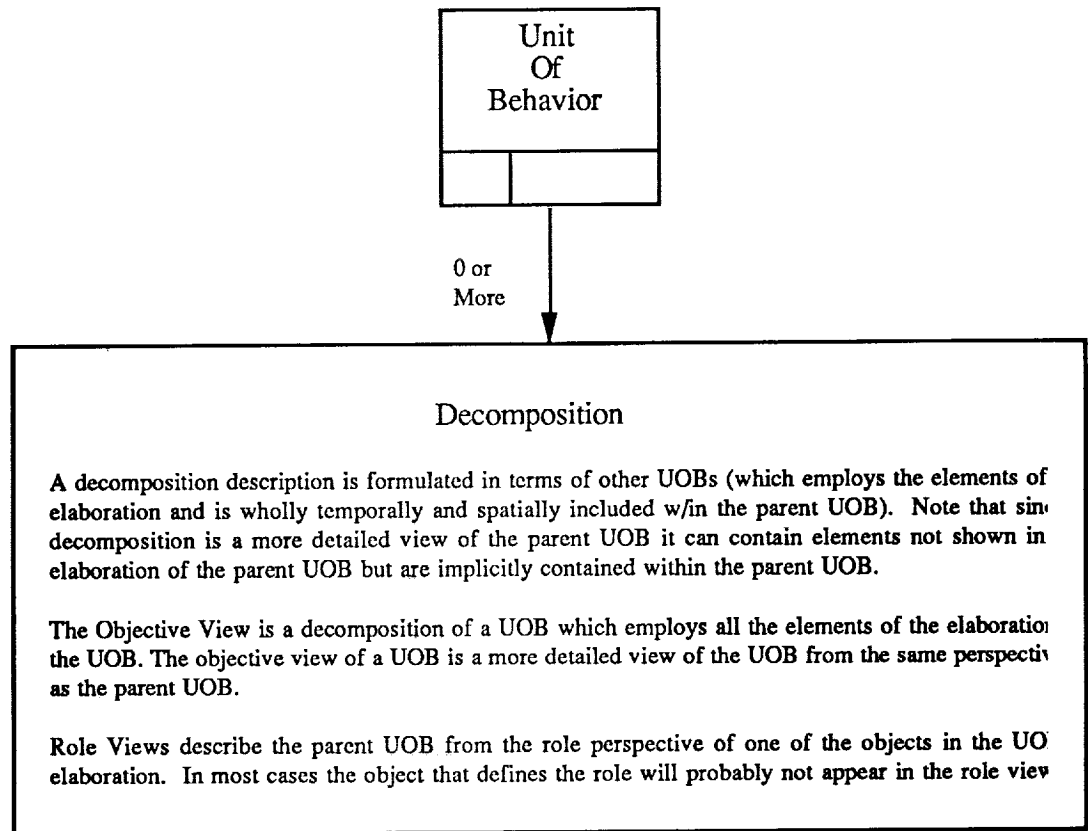 Unit
Of
Behavior
0 or
More
Decomposition
A decomposition description is formulated in terms of other UOBs (which employs the elements of
elaboration and is wholly temporally and spatially included w/in the parent UOB). Note that sin
decomposition is a more detailed view of the parent UOB it can contain elements not shown in
elaboration of the parent UOB but are implicitly contained within the parent UOB.
The Objective View is a decomposition of a UOB which employs all the elements of the elaboration
the UOB. The objective view of a UOB is a more detailed view of the UOB from the same perspectiv
as the parent UOB.
Role Views describe the parent UOB from the role perspective of one of the objects in the UO
elaboration. In most cases the object that defines the role will probably not appear in the role view